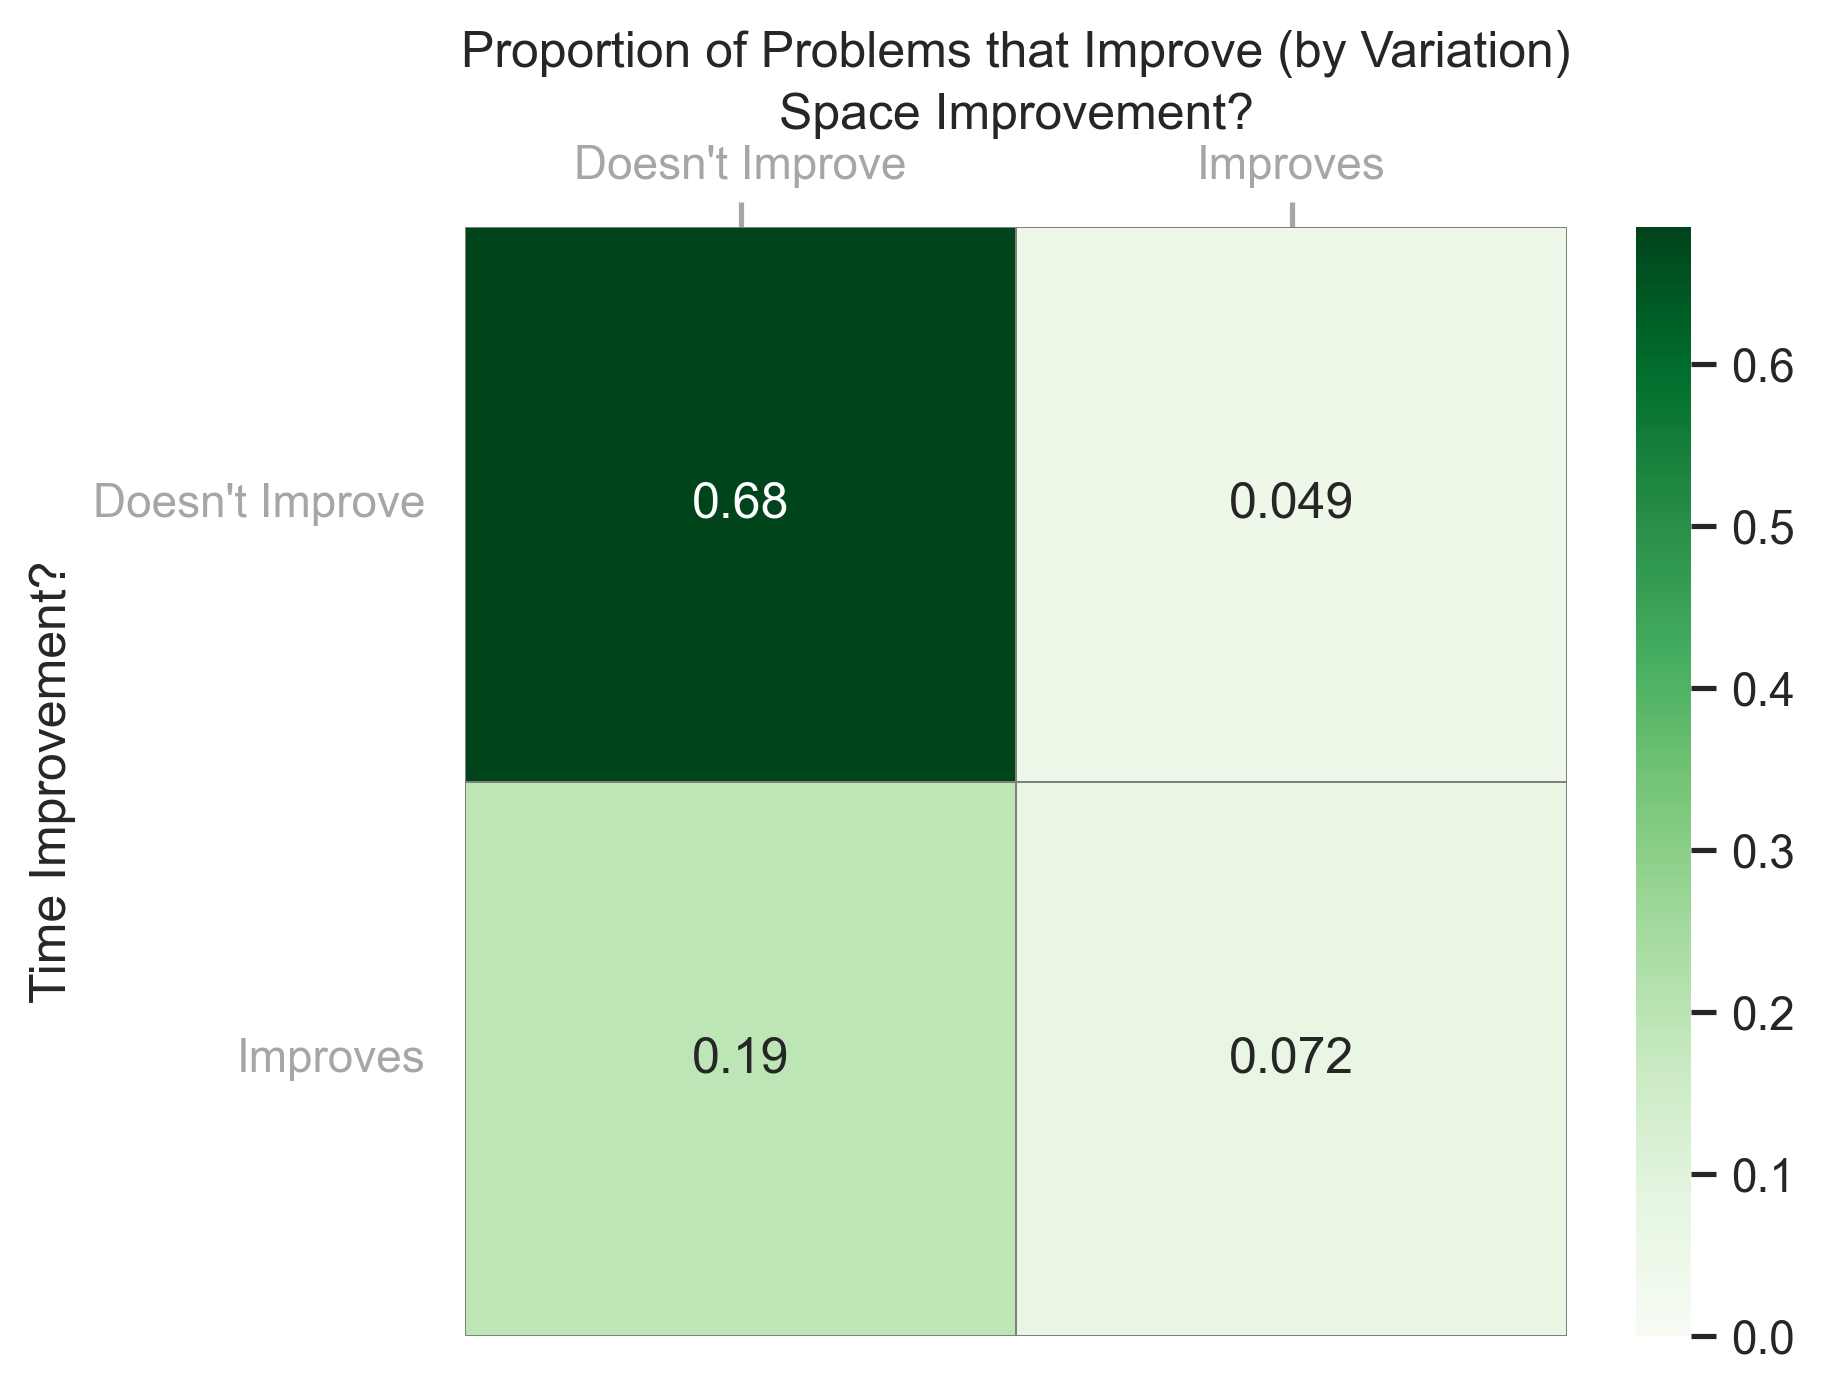 Proportion of Problems that Improve (by Variation)
Space Improvement?
Doesn't Improve
Improves
Time Improvement?
Doesn't Improve
0.68
0.049
Improves
0.19
0.072
0.6
0.5
0.4
0.3
0.2
0.1
0.0